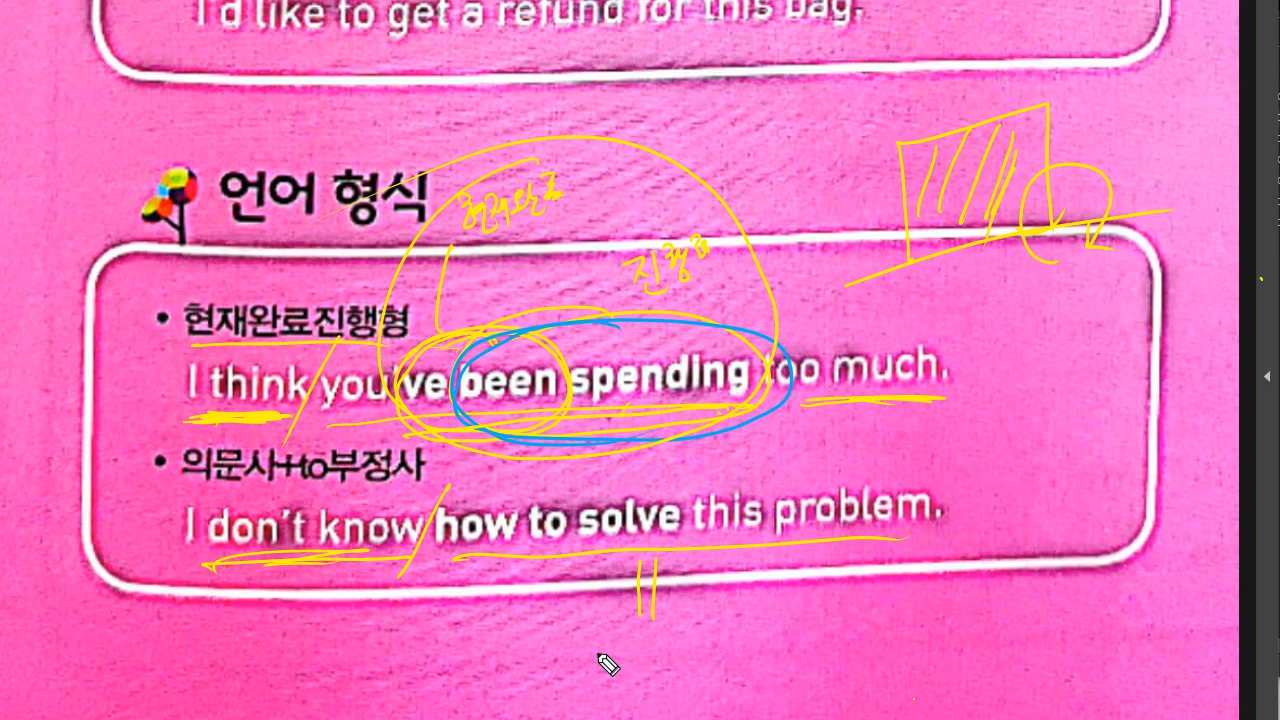 I'd like to get a refund for this bag.
언어 형식
현재완료
진행형
• 현재완료진행형
I think you've been spending too much.
• 의문사+to부정사
I don't know how to solve this problem.